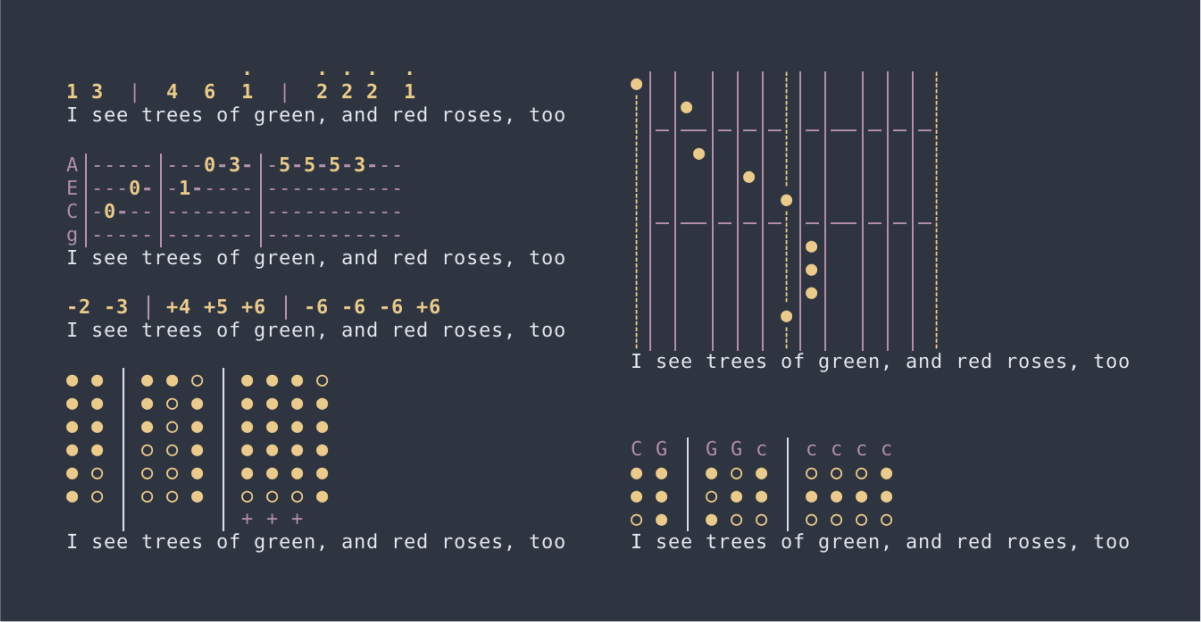 1 3 | 4 6 1̇ | 2̇ 2̇ 2̇ 1̇
I see trees of green, and red roses, too
A|-----|---0-3-|-5-5-5-3---
E|---0-|-1-----|-----------
C|-0---|-------|-----------
g|-----|-------|-----------
I see trees of green, and red roses, too
-2 -3 | +4 +5 +6 | -6 -6 -6 +6
I see trees of green, and red roses, too
+ + +
I see trees of green, and red roses, too
I see trees of green, and red roses, too
C G | G G c | c c c c
I see trees of green, and red roses, too